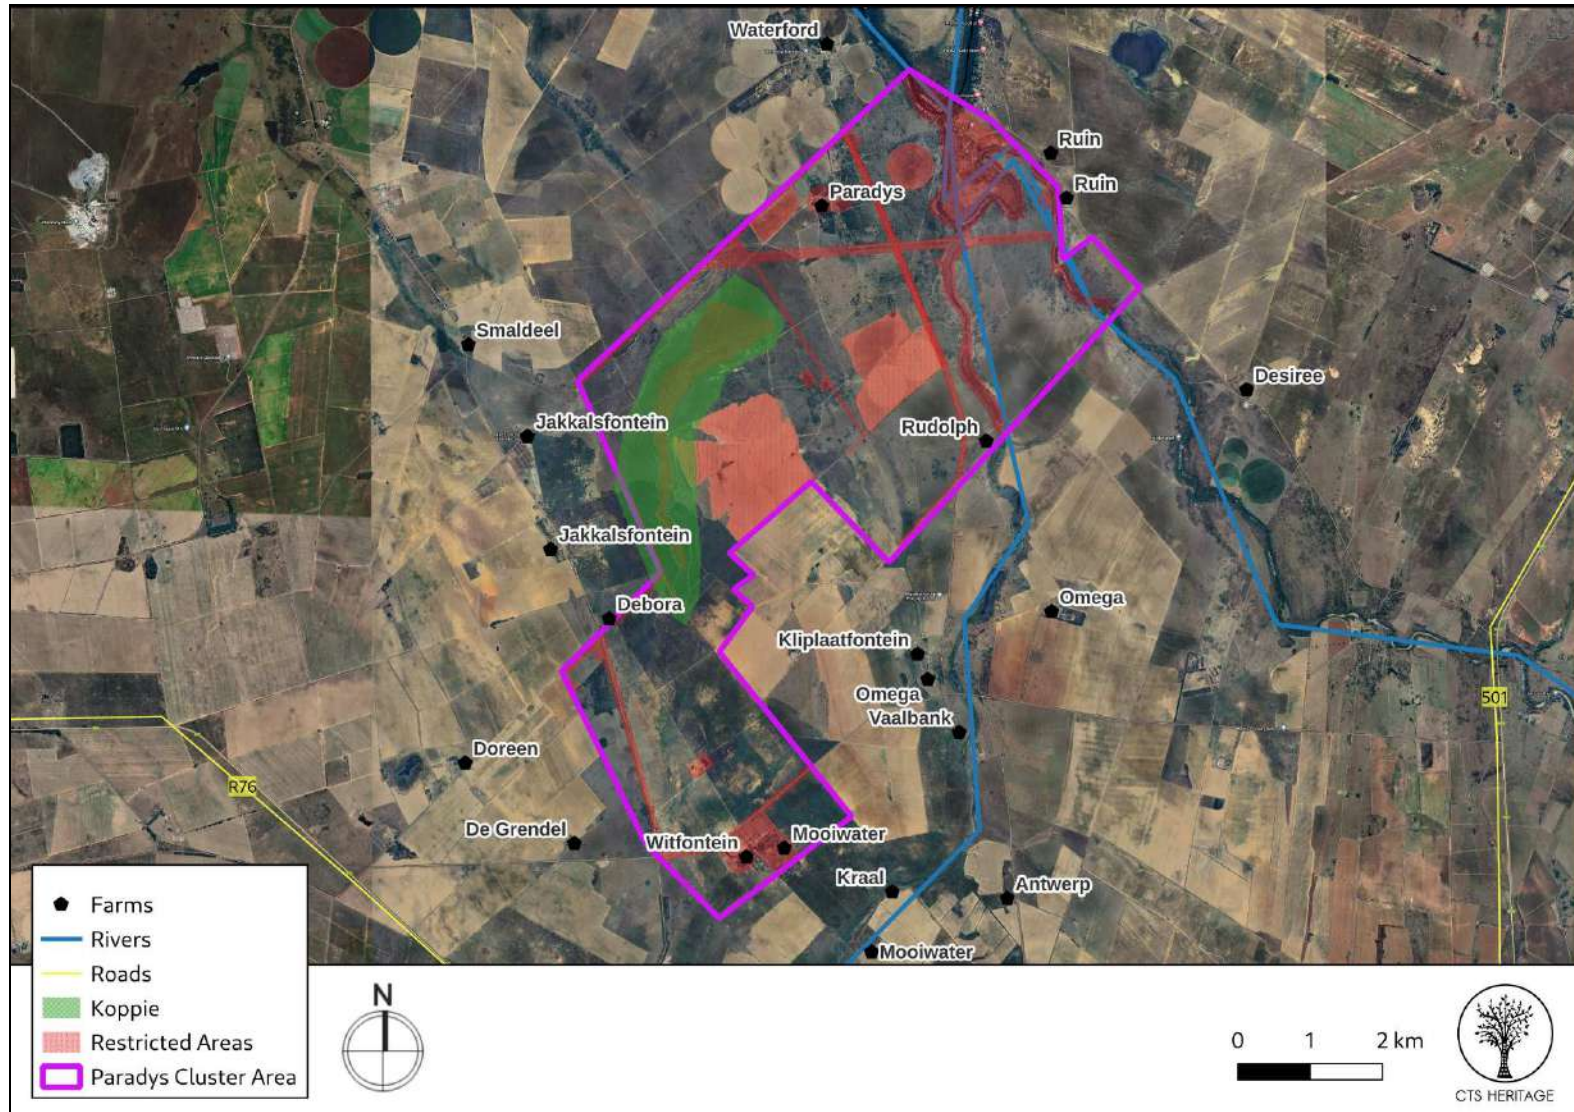 Waterford
Ruin
Ruin
Paradys
Smaldeel
Desiree
Jakkalsfontein
Rudolph
Jakkalsfontein
Debora
Omega
Kliplaatfontein
Omega
Vaalbank
501
Doreen
R76
De Grendel
Witfontein
Mooiwater
Kraal
Antwerp
Mooiwater
Farms
Rivers
Roads
Koppie
Restricted Areas
Paradys Cluster Area
N
0 1 2 km
CTS HERITAGE